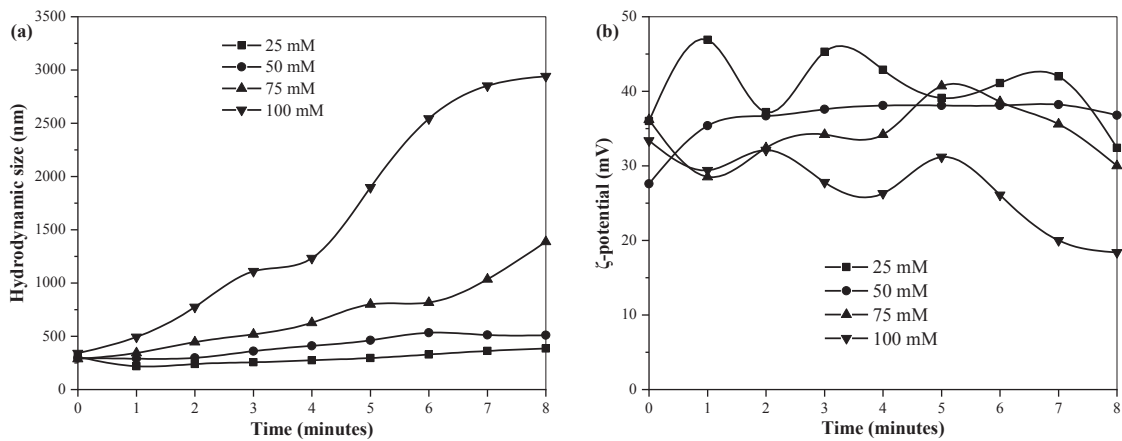 (a)
3500
3000
2500
2000
1500
1000
500
0
Hydrodynamic size (nm)
25 mM
50 mM
75 mM
100 mM
0 1 2 3 4 5 6 7 8
Time (minutes)
(b)
50
40
30
20
10
0
ζ-potential (mV)
25 mM
50 mM
75 mM
100 mM
0 1 2 3 4 5 6 7 8
Time (minutes)